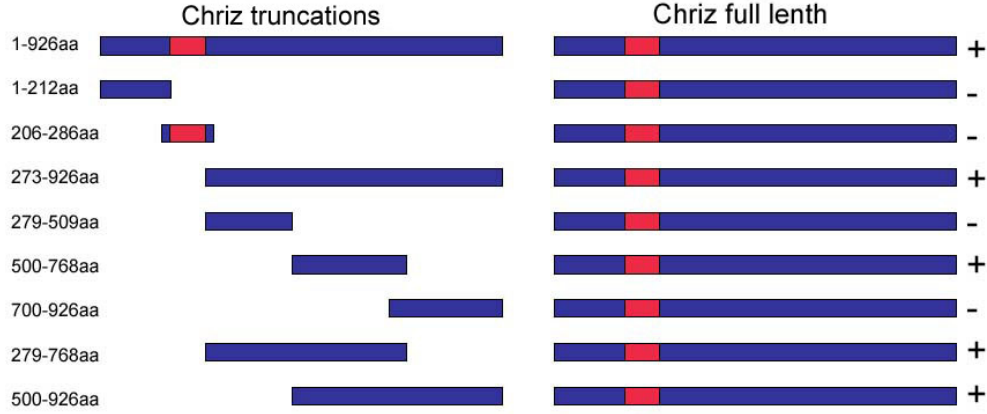 Chriz truncations Chriz full lenth
1-926aa +
1-212aa -
206-286aa -
273-926aa +
279-509aa -
500-768aa +
700-926aa -
279-768aa +
500-926aa +